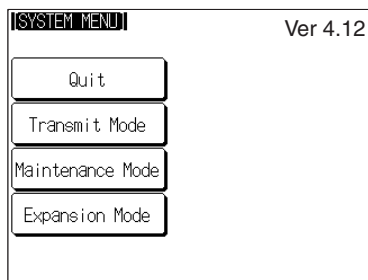 [SYSTEM MENU]
Ver 4.12
Quit
Transmit Mode
Maintenance Mode
Expansion Mode